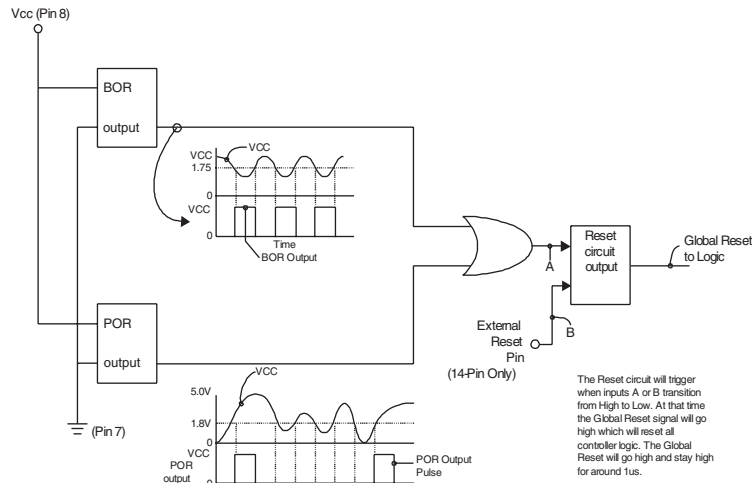 Vcc (Pin 8)
BOR
output
VCC
VCC
1.75
0
VCC
0
Time
BOR Output
A
Reset
circuit
output
Global Reset
to Logic
B
External
Reset
Pin
(14-Pin Only)
POR
output
(Pin 7)
VCC
5.0V
1.8V
0
VCC
POR
output
0
POR Output
Pulse
The Reset circuit will trigger
when inputs A or B transition
from High to Low. At that time
the Global Reset signal will go
high which will reset all
controller logic. The Global
Reset will go high and stay high
for around 1us.